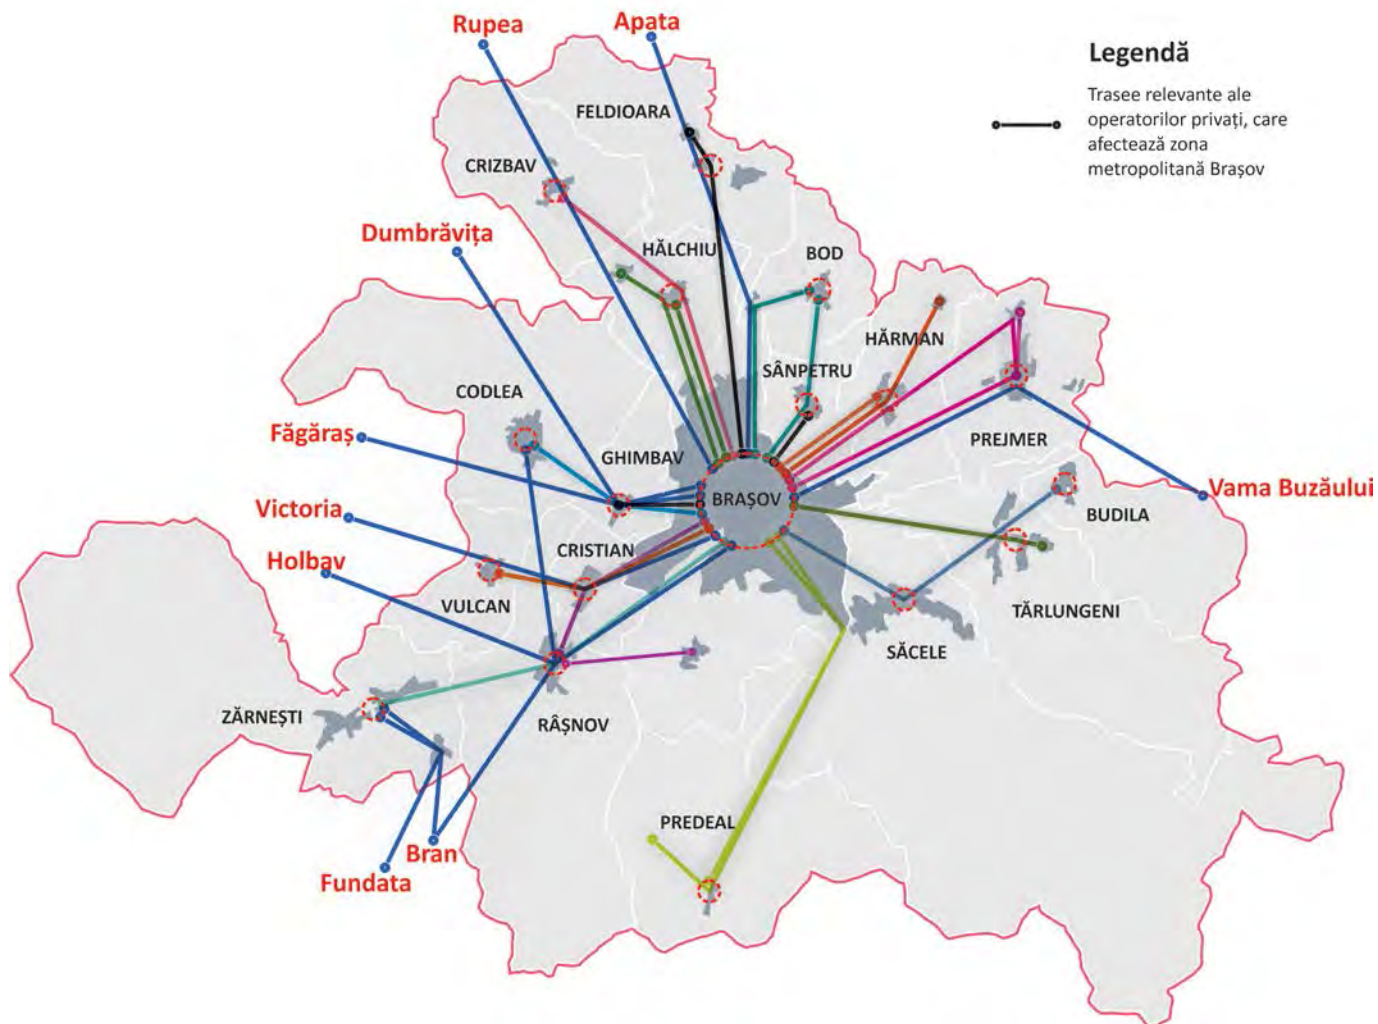 Rupea
Apata
Legendă
Trasee relevante ale
operatorilor privați, care
afectează zona
metropolitană Brașov
FELDIOARA
CRIZBAV
Dumbrăvița
HĂLCHIU
BOD
HĂRMAN
SÂNPETRU
CODLEA
Făgăraș
GHIMBAV
PREJMER
BRAȘOV
Vama Buzăului
Victoria
BUDILA
CRISTIAN
Holbav
VULCAN
TĂRLUNGENI
SĂCELE
ZĂRNEȘTI
RÂȘNOV
PREDEAL
Bran
Fundata